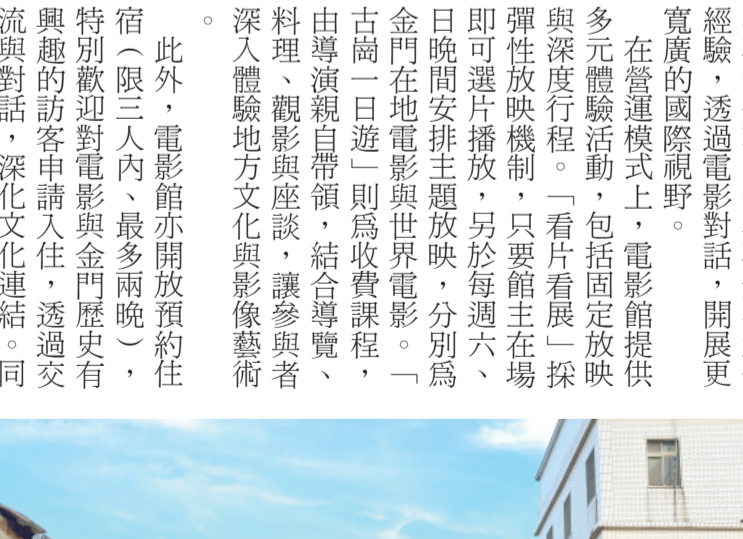 經驗，透過電影對話，開展更
寬廣的國際視野。
在營運模式上，電影館提供
多元體驗活動，包括固定放映
與深度行程。「看片看展」採
彈性放映機制，只要館主在場
即可選片播放，另於每週六、
日晚間安排主題放映，分別為
金門在地電影與世界電影。「
古崗一日遊」則為收費課程，
由導演親自帶領，結合導覽、
料理、觀影與座談，讓參與者
深入體驗地方文化與影像藝術
。
此外，電影館亦開放預約住
宿（限三人內、最多兩晚），
特別歡迎對電影與金門歷史有
興趣的訪客申請入住，透過交
流與對話，深化文化連結。同